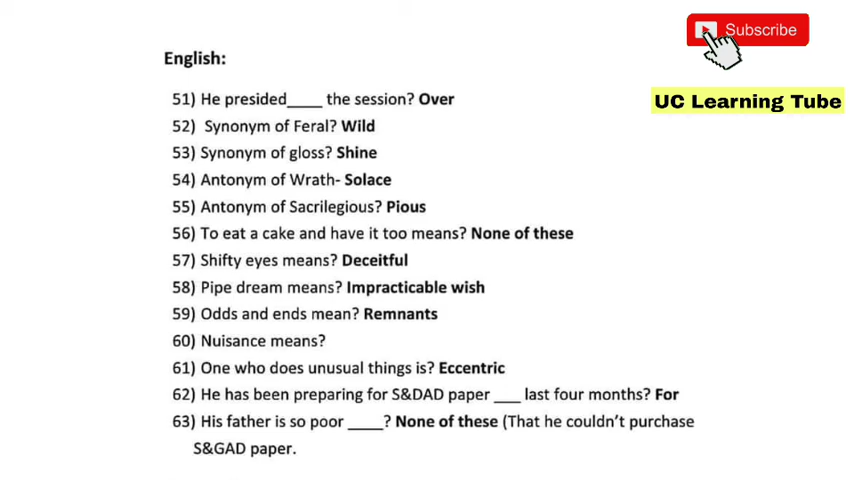 Subscribe
UC Learning Tube
English:
51) He presided____ the session? Over
52) Synonym of Feral? Wild
53) Synonym of gloss? Shine
54) Antonym of Wrath- Solace
55) Antonym of Sacrilegious? Pious
56) To eat a cake and have it too means? None of these
57) Shifty eyes means? Deceitful
58) Pipe dream means? Impracticable wish
59) Odds and ends mean? Remnants
60) Nuisance means?
61) One who does unusual things is? Eccentric
62) He has been preparing for S&DAD paper ___ last four months? For
63) His father is so poor ____? None of these (That he couldn't purchase
S&GAD paper.